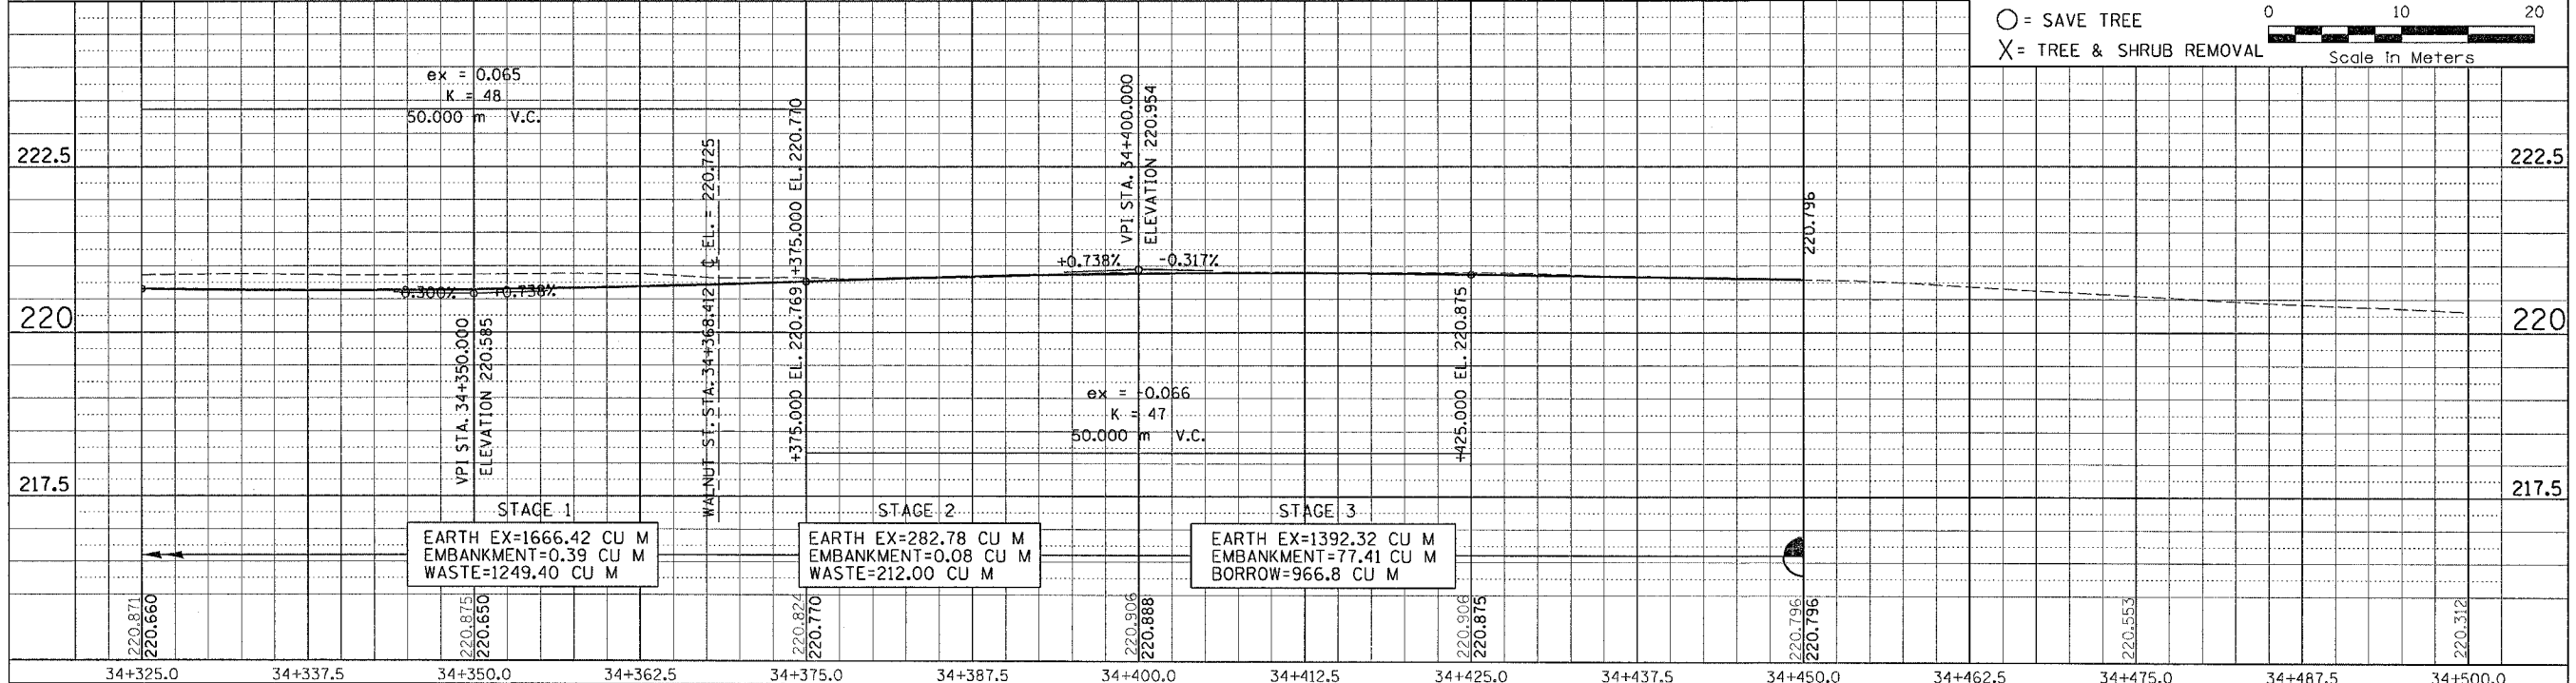 ○ = SAVE TREE
X = TREE & SHRUB REMOVAL
0 10 20
Scale in Meters
ex = 0.065
K = 48
50.000 m V.C.
222.5
222.5
WALNUT ST. STA. 34+368.412 ℄ EL. = 220.725
+375.000 EL. 220.769
+375.000 EL. 220.770
VPI STA. 34+400.000
ELEVATION 220.954
220.796
+0.738% -0.317%
-0.300% +0.738%
220
220
VPI STA. 34+350.000
ELEVATION 220.585
+375.000 EL. 220.769
+425.000 EL. 220.875
ex = -0.066
K = 47
50.000 m V.C.
217.5
217.5
STAGE 1
EARTH EX=1666.42 CU M
EMBANKMENT=0.39 CU M
WASTE=1249.40 CU M
STAGE 2
EARTH EX=282.78 CU M
EMBANKMENT=0.08 CU M
WASTE=212.00 CU M
STAGE 3
EARTH EX=1392.32 CU M
EMBANKMENT=77.41 CU M
BORROW=966.8 CU M
220.871
220.660
220.875
220.650
220.824
220.770
220.906
220.888
220.906
220.875
220.796
220.796
220.553
220.312
34+325.0 34+337.5 34+350.0 34+362.5 34+375.0 34+387.5 34+400.0 34+412.5 34+425.0 34+437.5 34+450.0 34+462.5 34+475.0 34+487.5 34+500.0